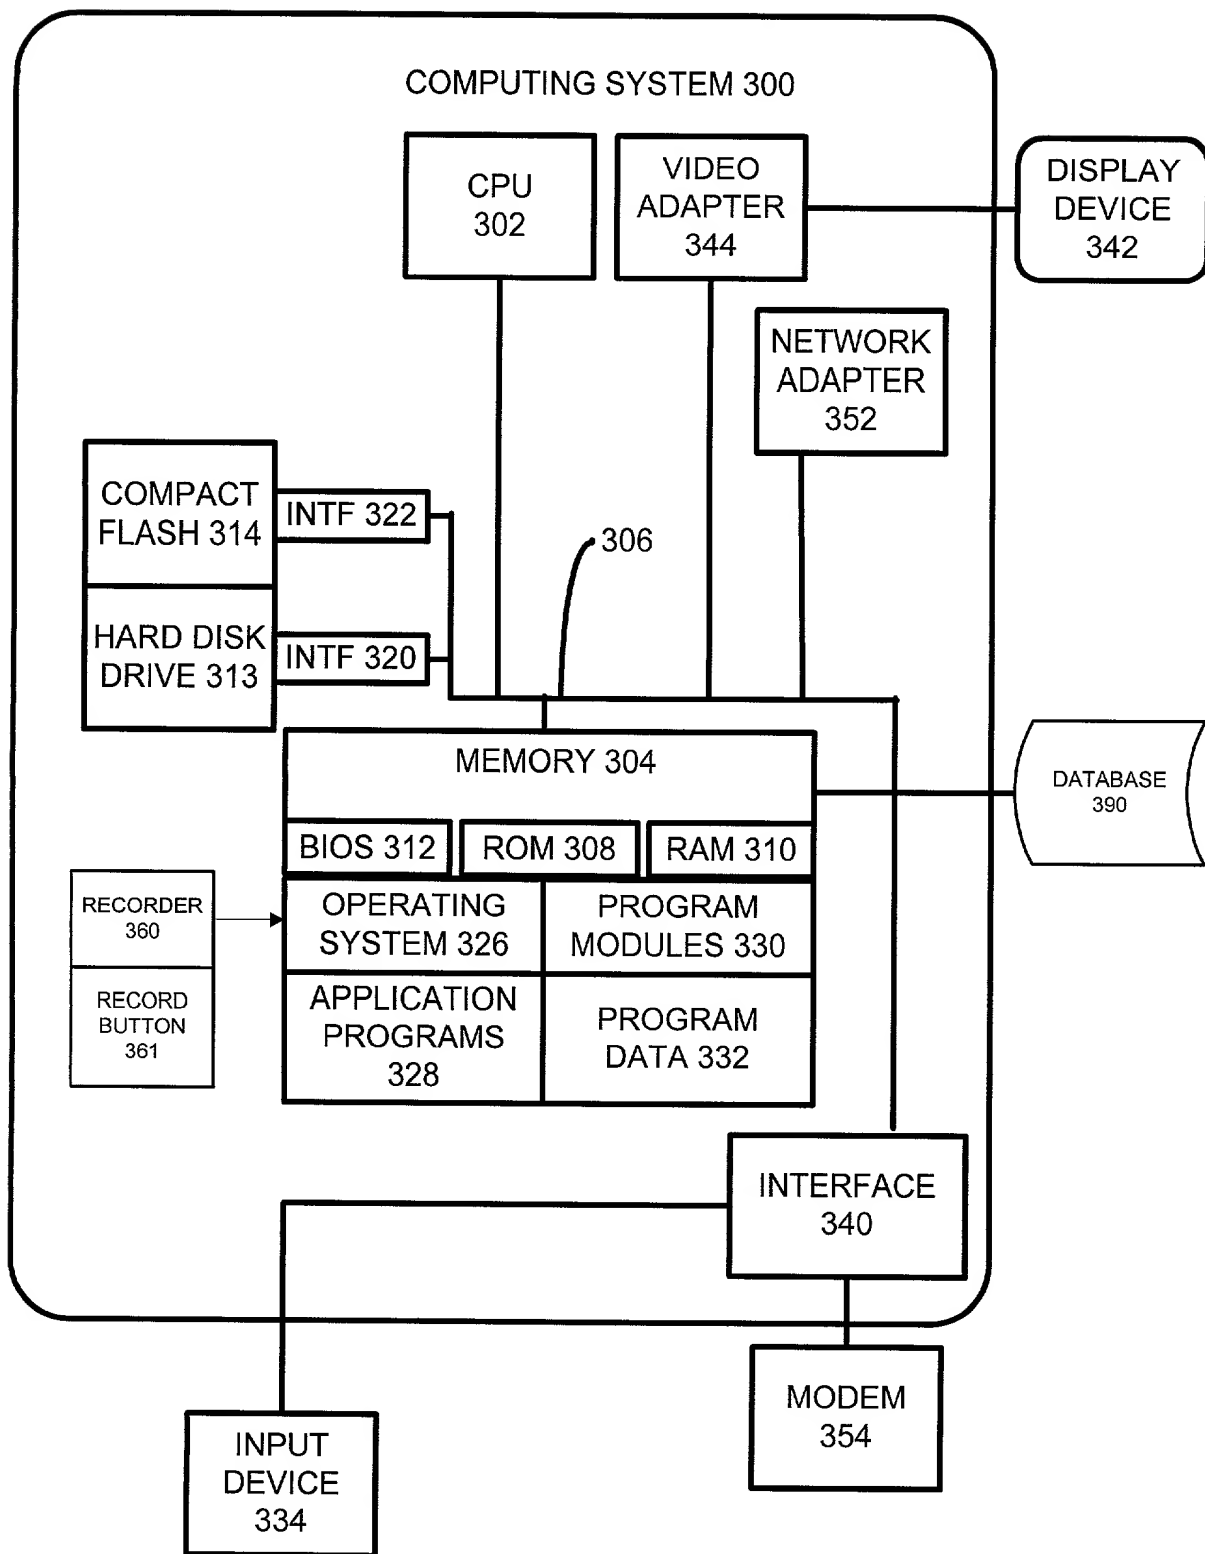 COMPUTING SYSTEM 300
CPU
302
VIDEO
ADAPTER
344
DISPLAY
DEVICE
342
NETWORK
ADAPTER
352
COMPACT
FLASH 314
INTF 322
306
HARD DISK
DRIVE 313
INTF 320
MEMORY 304
DATABASE
390
BIOS 312
ROM 308
RAM 310
RECORDER
360
OPERATING
SYSTEM 326
PROGRAM
MODULES 330
RECORD
BUTTON
361
APPLICATION
PROGRAMS
328
PROGRAM
DATA 332
INTERFACE
340
MODEM
354
INPUT
DEVICE
334